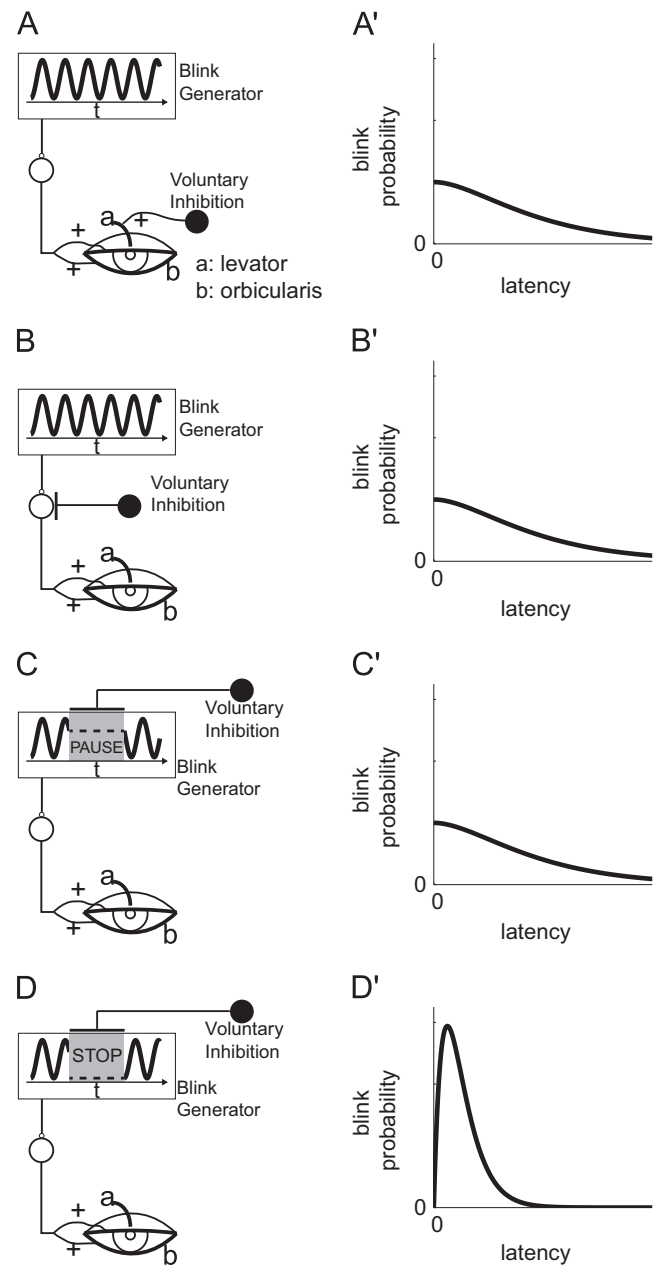 A
Blink
Generator
t
Voluntary
Inhibition
a
+
+
+
b
a: levator
b: orbicularis
A'
blink
probability
0
0
latency
B
Blink
Generator
t
Voluntary
Inhibition
a
+
+
b
B'
blink
probability
0
0
latency
C
Voluntary
Inhibition
PAUSE
t
Blink
Generator
a
+
+
b
C'
blink
probability
0
0
latency
D
Voluntary
Inhibition
STOP
t
Blink
Generator
a
+
+
b
D'
blink
probability
0
0
latency